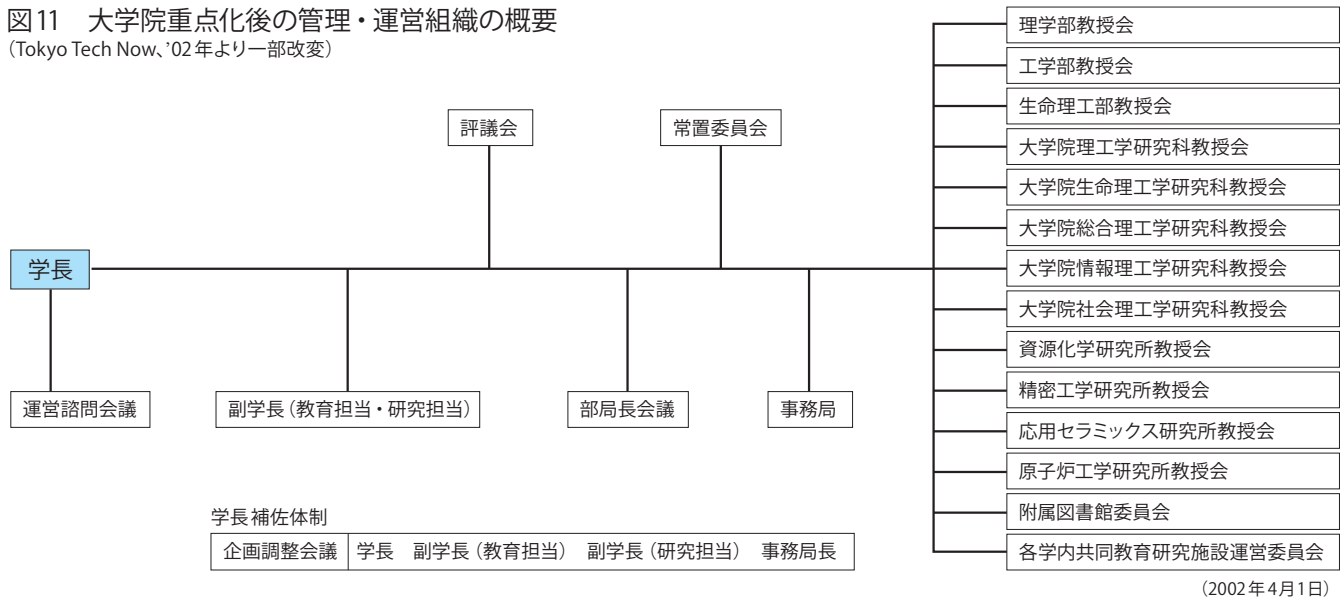 図11　大学院重点化後の管理・運営組織の概要
（Tokyo Tech Now、’02年より一部改変）
評議会
常置委員会
学長
運営諮問会議
副学長（教育担当・研究担当）
部局長会議
事務局
理学部教授会
工学部教授会
生命理工部教授会
大学院理工学研究科教授会
大学院生命理工学研究科教授会
大学院総合理工学研究科教授会
大学院情報理工学研究科教授会
大学院社会理工学研究科教授会
資源化学研究所教授会
精密工学研究所教授会
応用セラミックス研究所教授会
原子炉工学研究所教授会
附属図書館委員会
各学内共同教育研究施設運営委員会
学長補佐体制
企画調整会議　学長　副学長（教育担当）　副学長（研究担当）　事務局長
（2002年4月1日）